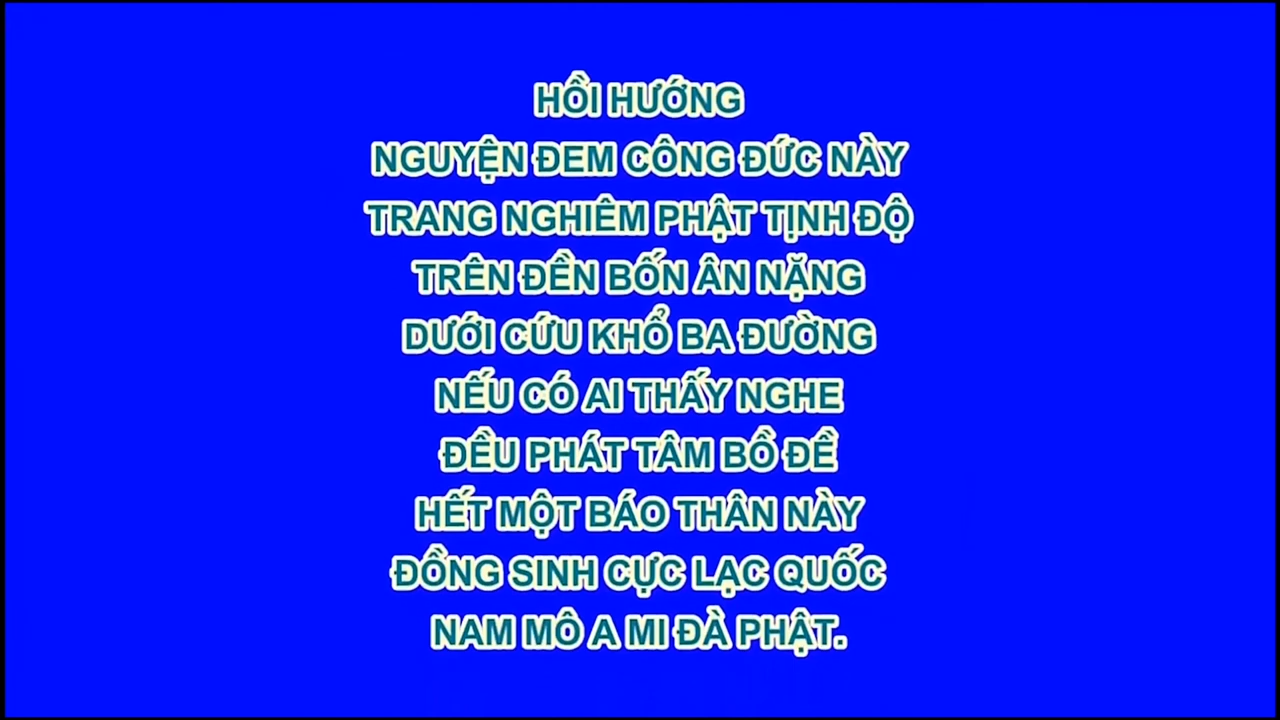 HỒI HƯỚNG
NGUYỆN ĐEM CÔNG ĐỨC NÀY
TRANG NGHIÊM PHẬT TỊNH ĐỘ
TRÊN ĐỀN BỐN ÂN NẶNG
DƯỚI CỨU KHỔ BA ĐƯỜNG
NẾU CÓ AI THẤY NGHE
ĐỀU PHÁT TÂM BỒ ĐỀ
HẾT MỘT BÁO THÂN NÀY
ĐỒNG SINH CỰC LẠC QUỐC
NAM MÔ A MI ĐÀ PHẬT.